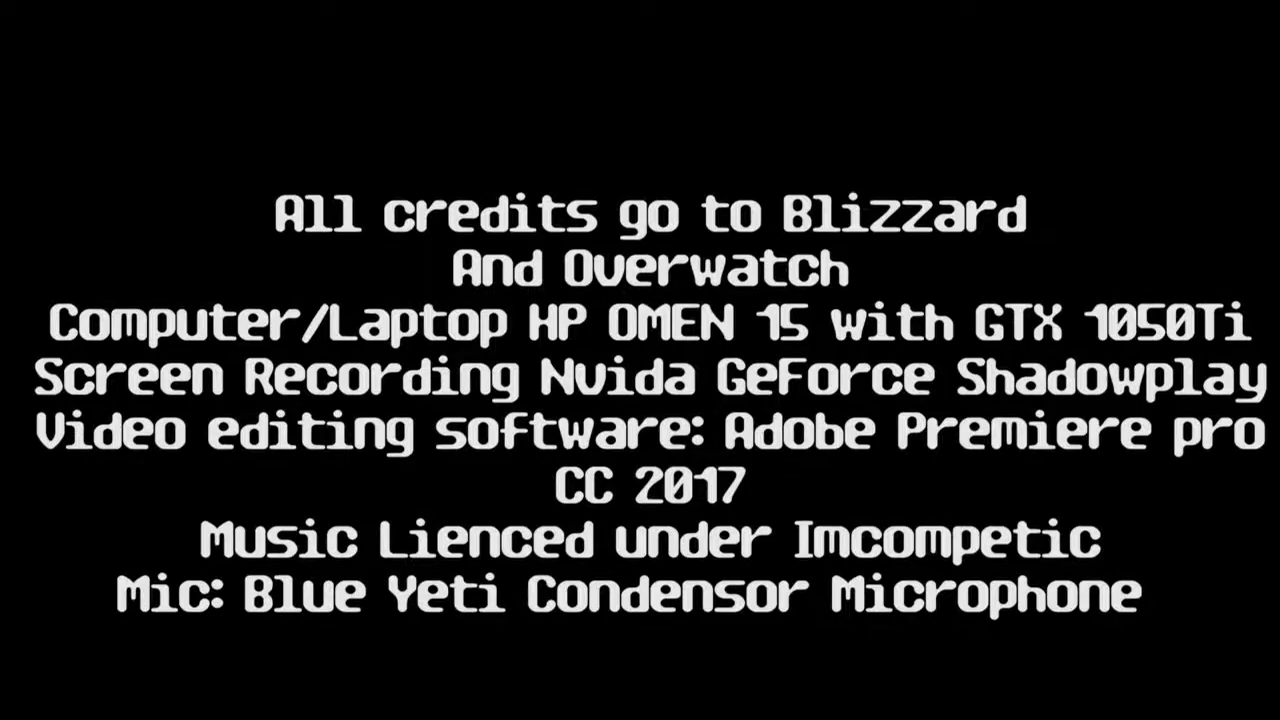 All credits go to Blizzard
And Overwatch
Computer/Laptop HP OMEN 15 with GTX 1050Ti
Screen Recording Nvida GeForce Shadowplay
Video editing software: Adobe Premiere pro
CC 2017
Music Lienced under Imcompetic
Mic: Blue Yeti Condensor Microphone